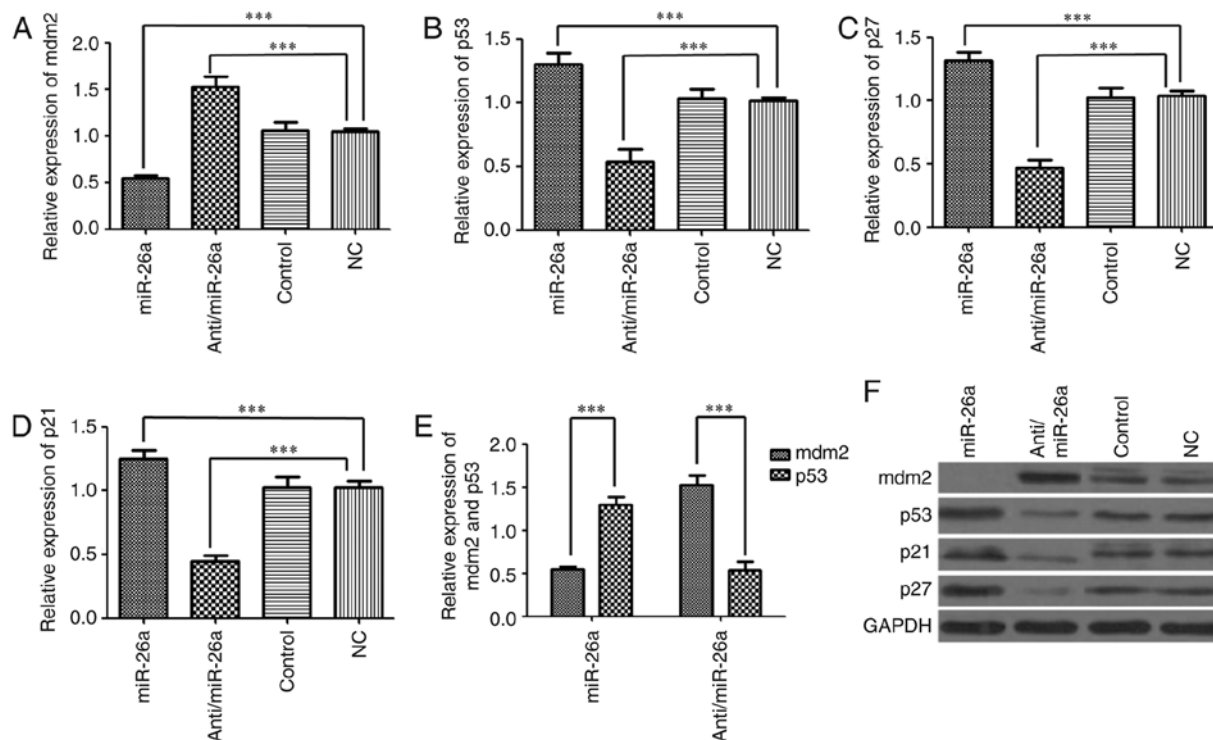 A
Relative expression of mdm2
2.0
1.5
1.0
0.5
0.0
***
***
miR-26a
Anti/miR-26a
Control
NC
B
Relative expression of p53
1.5
1.0
0.5
0.0
***
***
miR-26a
Anti/miR-26a
Control
NC
C
Relative expression of p27
1.5
1.0
0.5
0.0
***
***
miR-26a
Anti/miR-26a
Control
NC
D
Relative expression of p21
1.5
1.0
0.5
0.0
***
***
miR-26a
Anti/miR-26a
Control
NC
E
Relative expression of
mdm2 and p53
2.0
1.5
1.0
0.5
0.0
***
***
mdm2
p53
miR-26a
Anti/miR-26a
F
miR-26a
Anti/
miR-26a
Control
NC
mdm2
p53
p21
p27
GAPDH